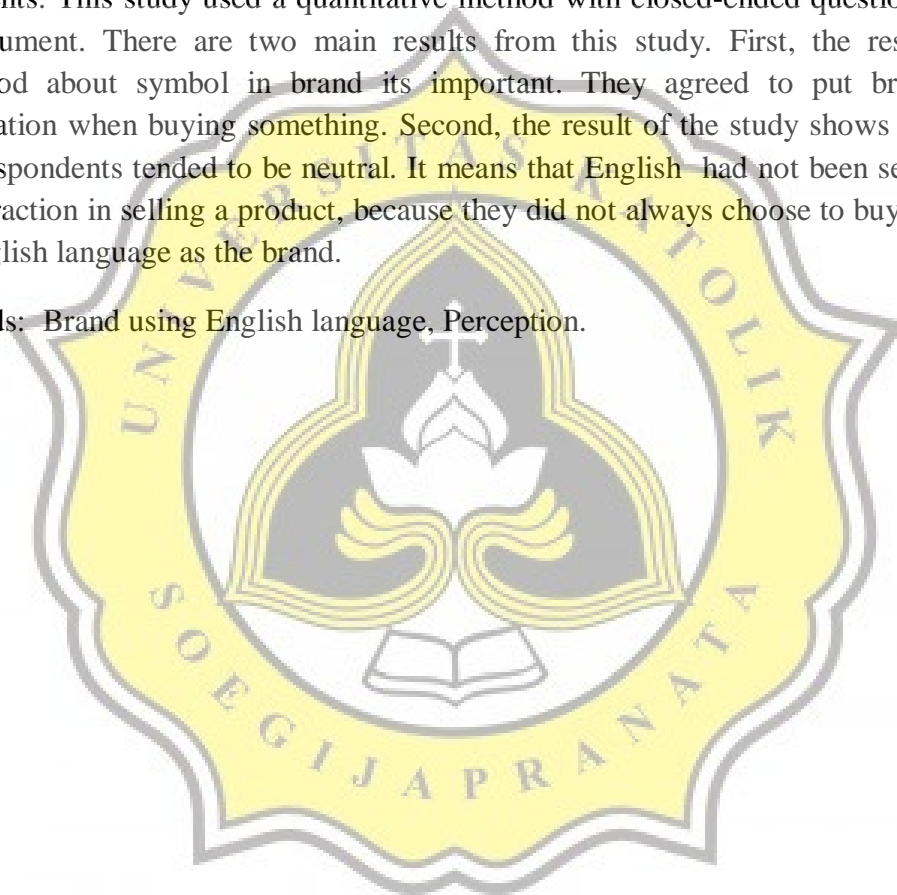 nts. This study used a quantitative method with closed-ended questio
ument. There are two main results from this study. First, the res
od about symbol in brand its important. They agreed to put br
ation when buying something. Second, the result of the study shows
spondents tended to be neutral. It means that English had not been se
raction in selling a product, because they did not always choose to buy
glish language as the brand.
ds: Brand using English language, Perception.
UNIVERSITAS KATOLIK
SOEGIJAPRANATA